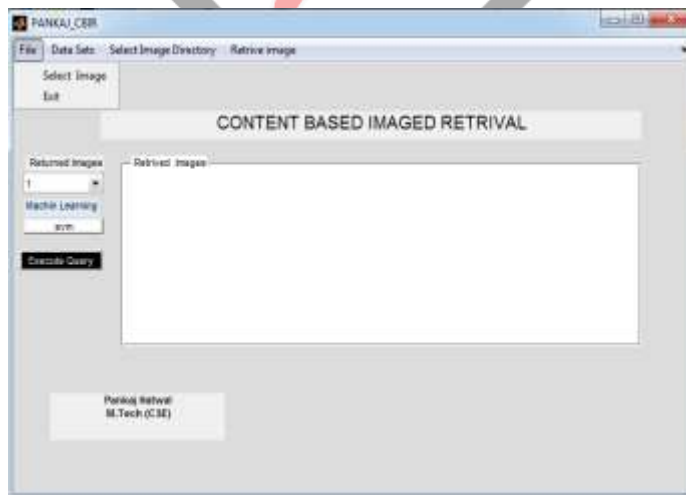 PANKAJ_CBIR
File Data Sets Select Image Directory Retrive image
Select Image
Exit
CONTENT BASED IMAGED RETRIVAL
Returned Images
Retrived Images
1
Machin Learning
svm
Execute Query
Pankaj
M.Tech (CSE)